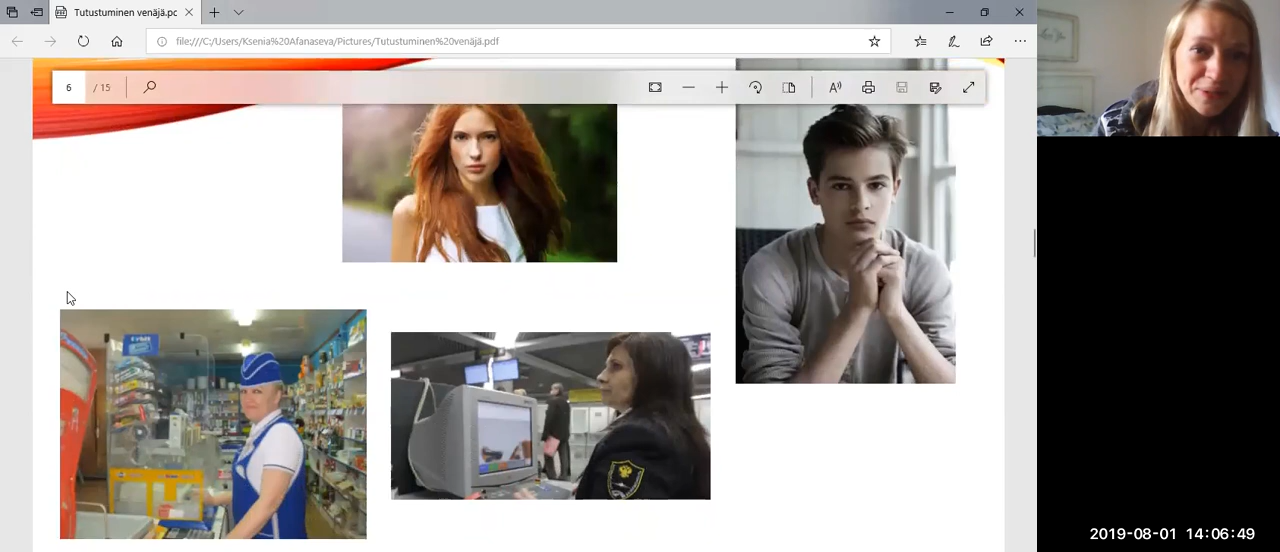 Tutustuminen venäjä.pc
file:///C:/Users/Ksenia%20Afanaseva/Pictures/Tutustuminen%20venäjä.pdf
6 / 15
2019-08-01 14:06:49